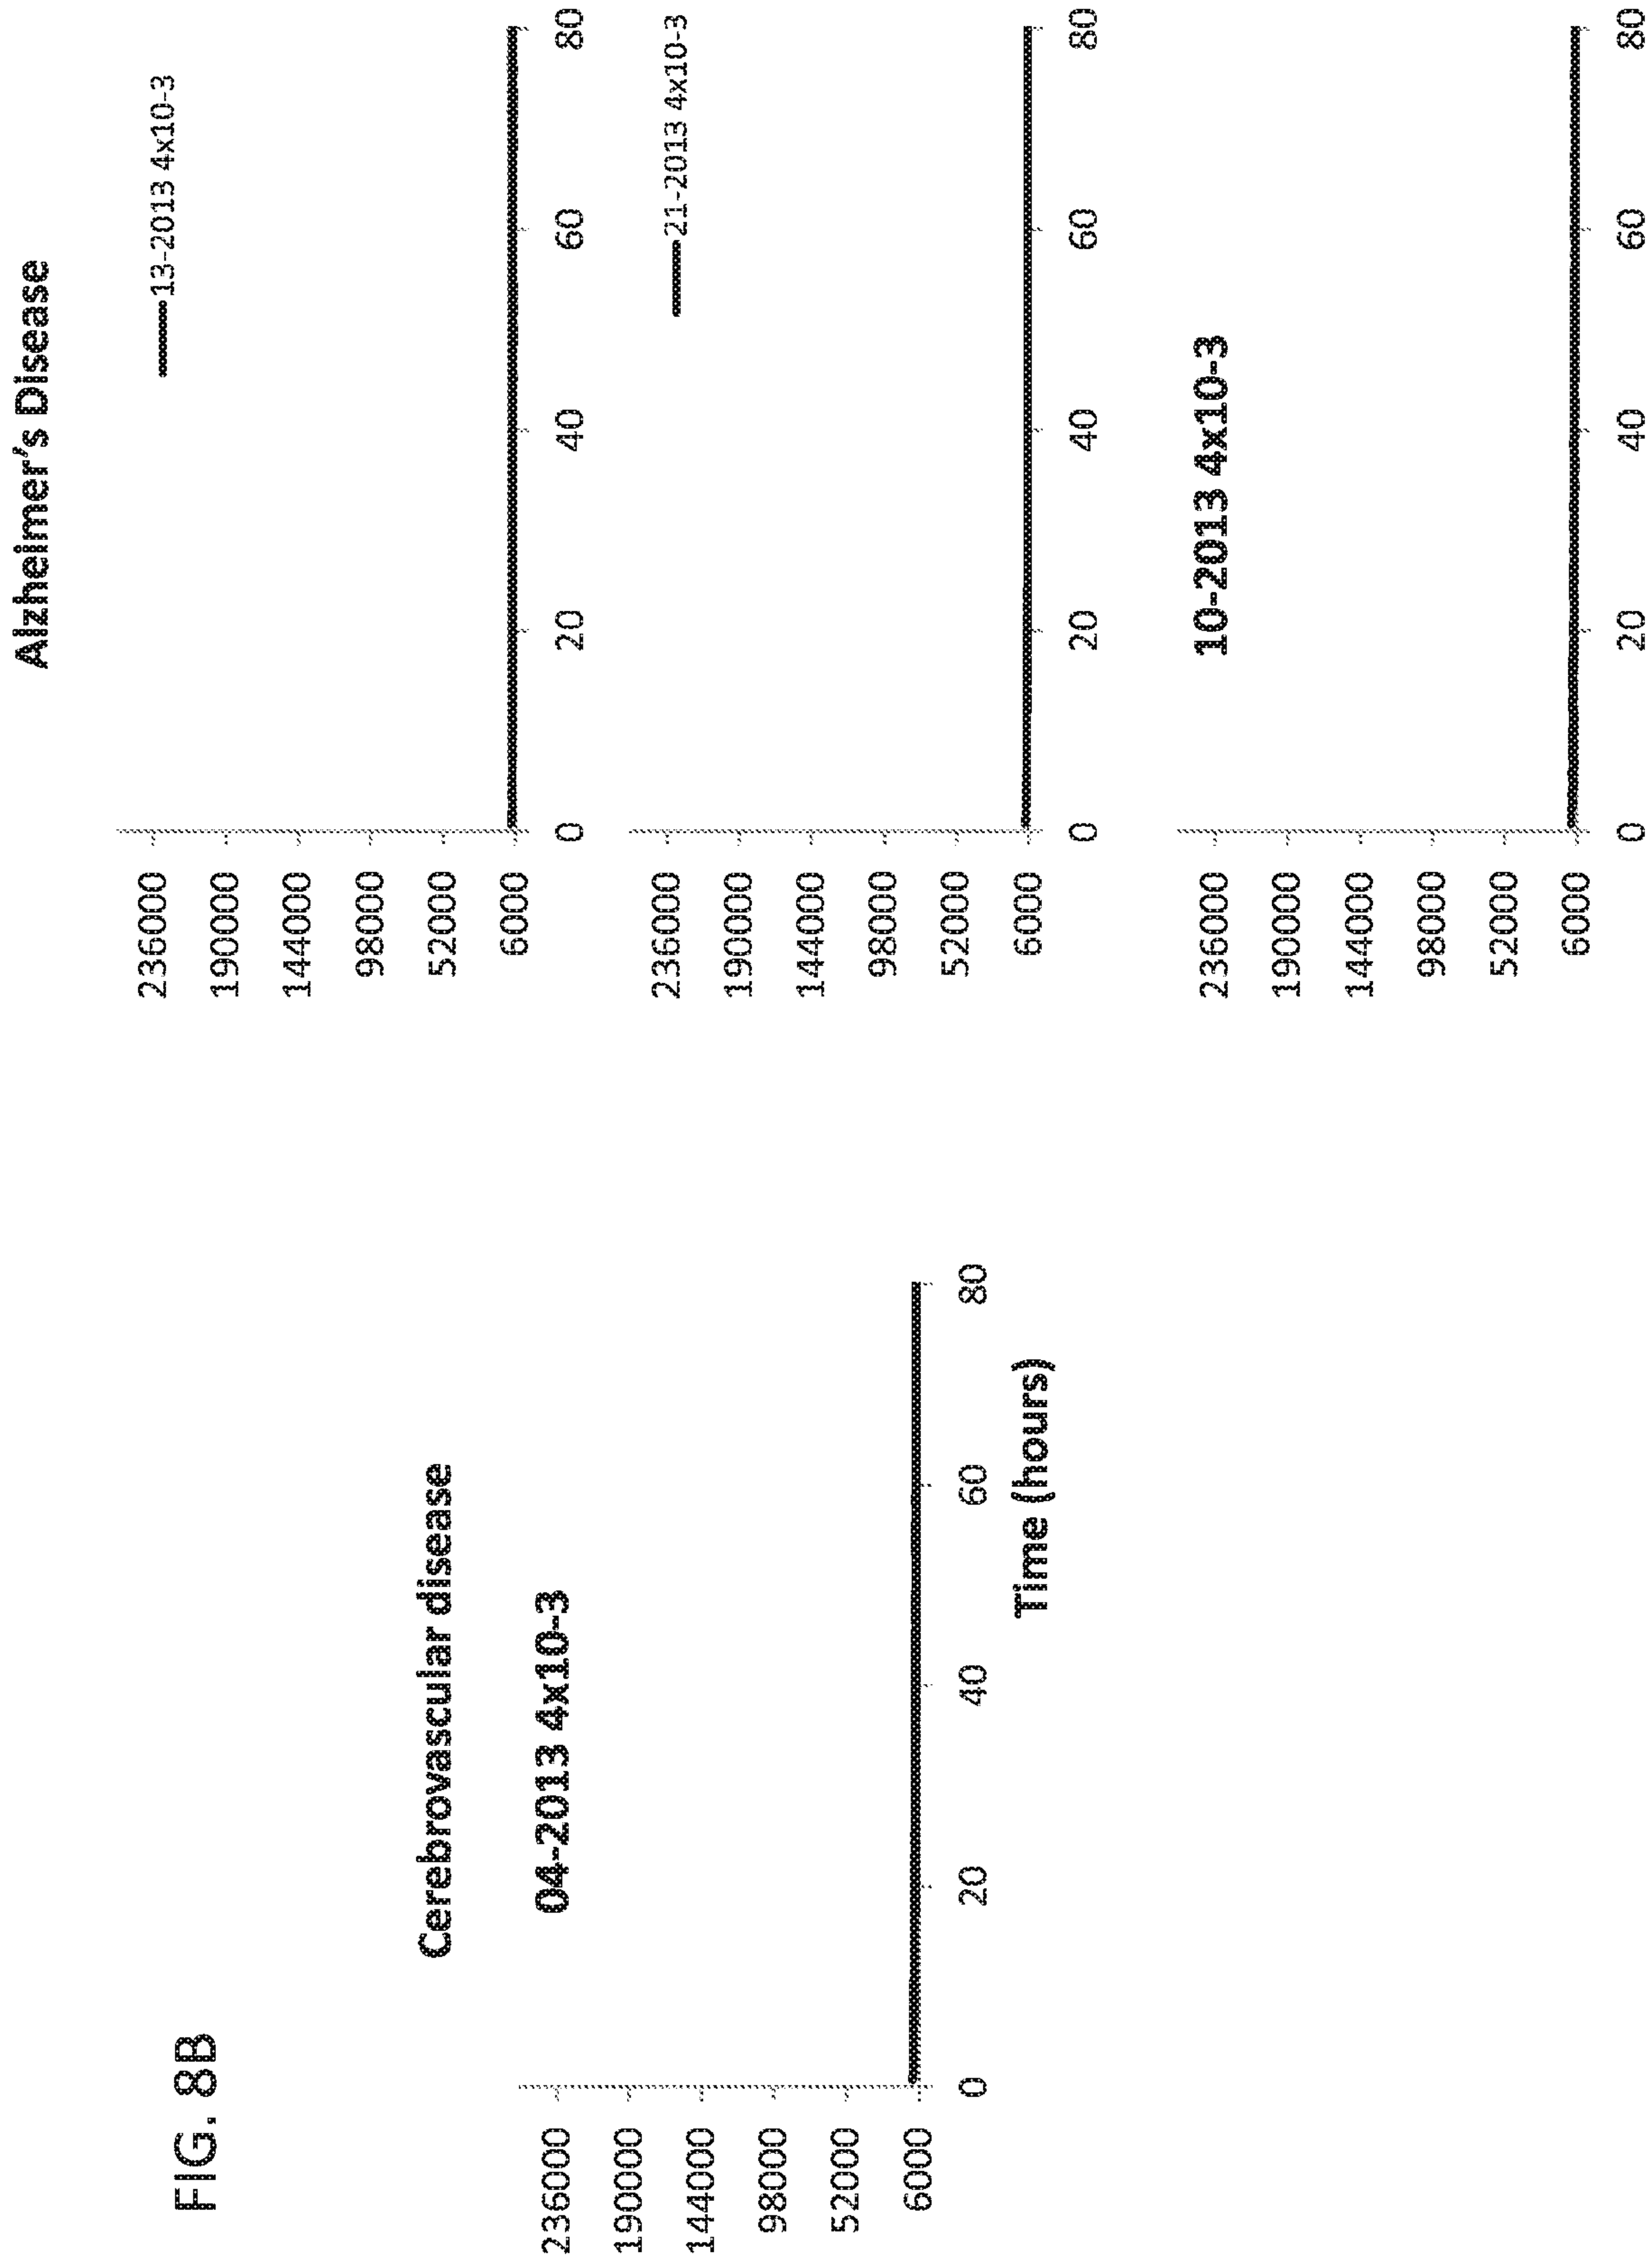 FIG. 8B
Cerebrovascular disease
04-2013 4x10-3
236000
190000
144000
98000
52000
6000
0 20 40 60 80
Time (hours)
Alzheimer's Disease
13-2013 4x10-3
236000
190000
144000
98000
52000
6000
0 20 40 60 80
21-2013 4x10-3
236000
190000
144000
98000
52000
6000
0 20 40 60 80
10-2013 4x10-3
236000
190000
144000
98000
52000
6000
0 20 40 60 80